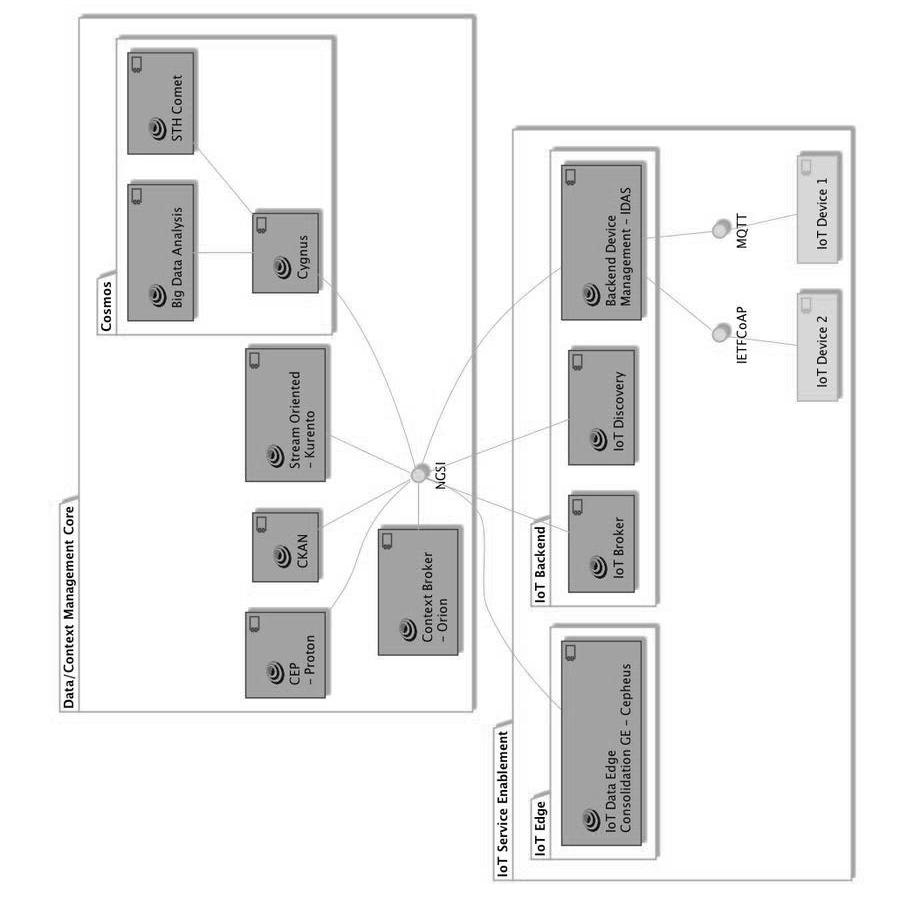 Data/Context Management Core
Cosmos
STH Comet
Big Data Analysis
Cygnus
Stream Oriented
– Kurento
CKAN
CEP
– Proton
Context Broker
– Orion
NGSI
IoT Service Enablement
IoT Edge
IoT Data Edge
Consolidation GE – Cepheus
IoT Backend
IoT Broker
IoT Discovery
Backend Device
Management – IDAS
IETFCoAP
MQTT
IoT Device 2
IoT Device 1